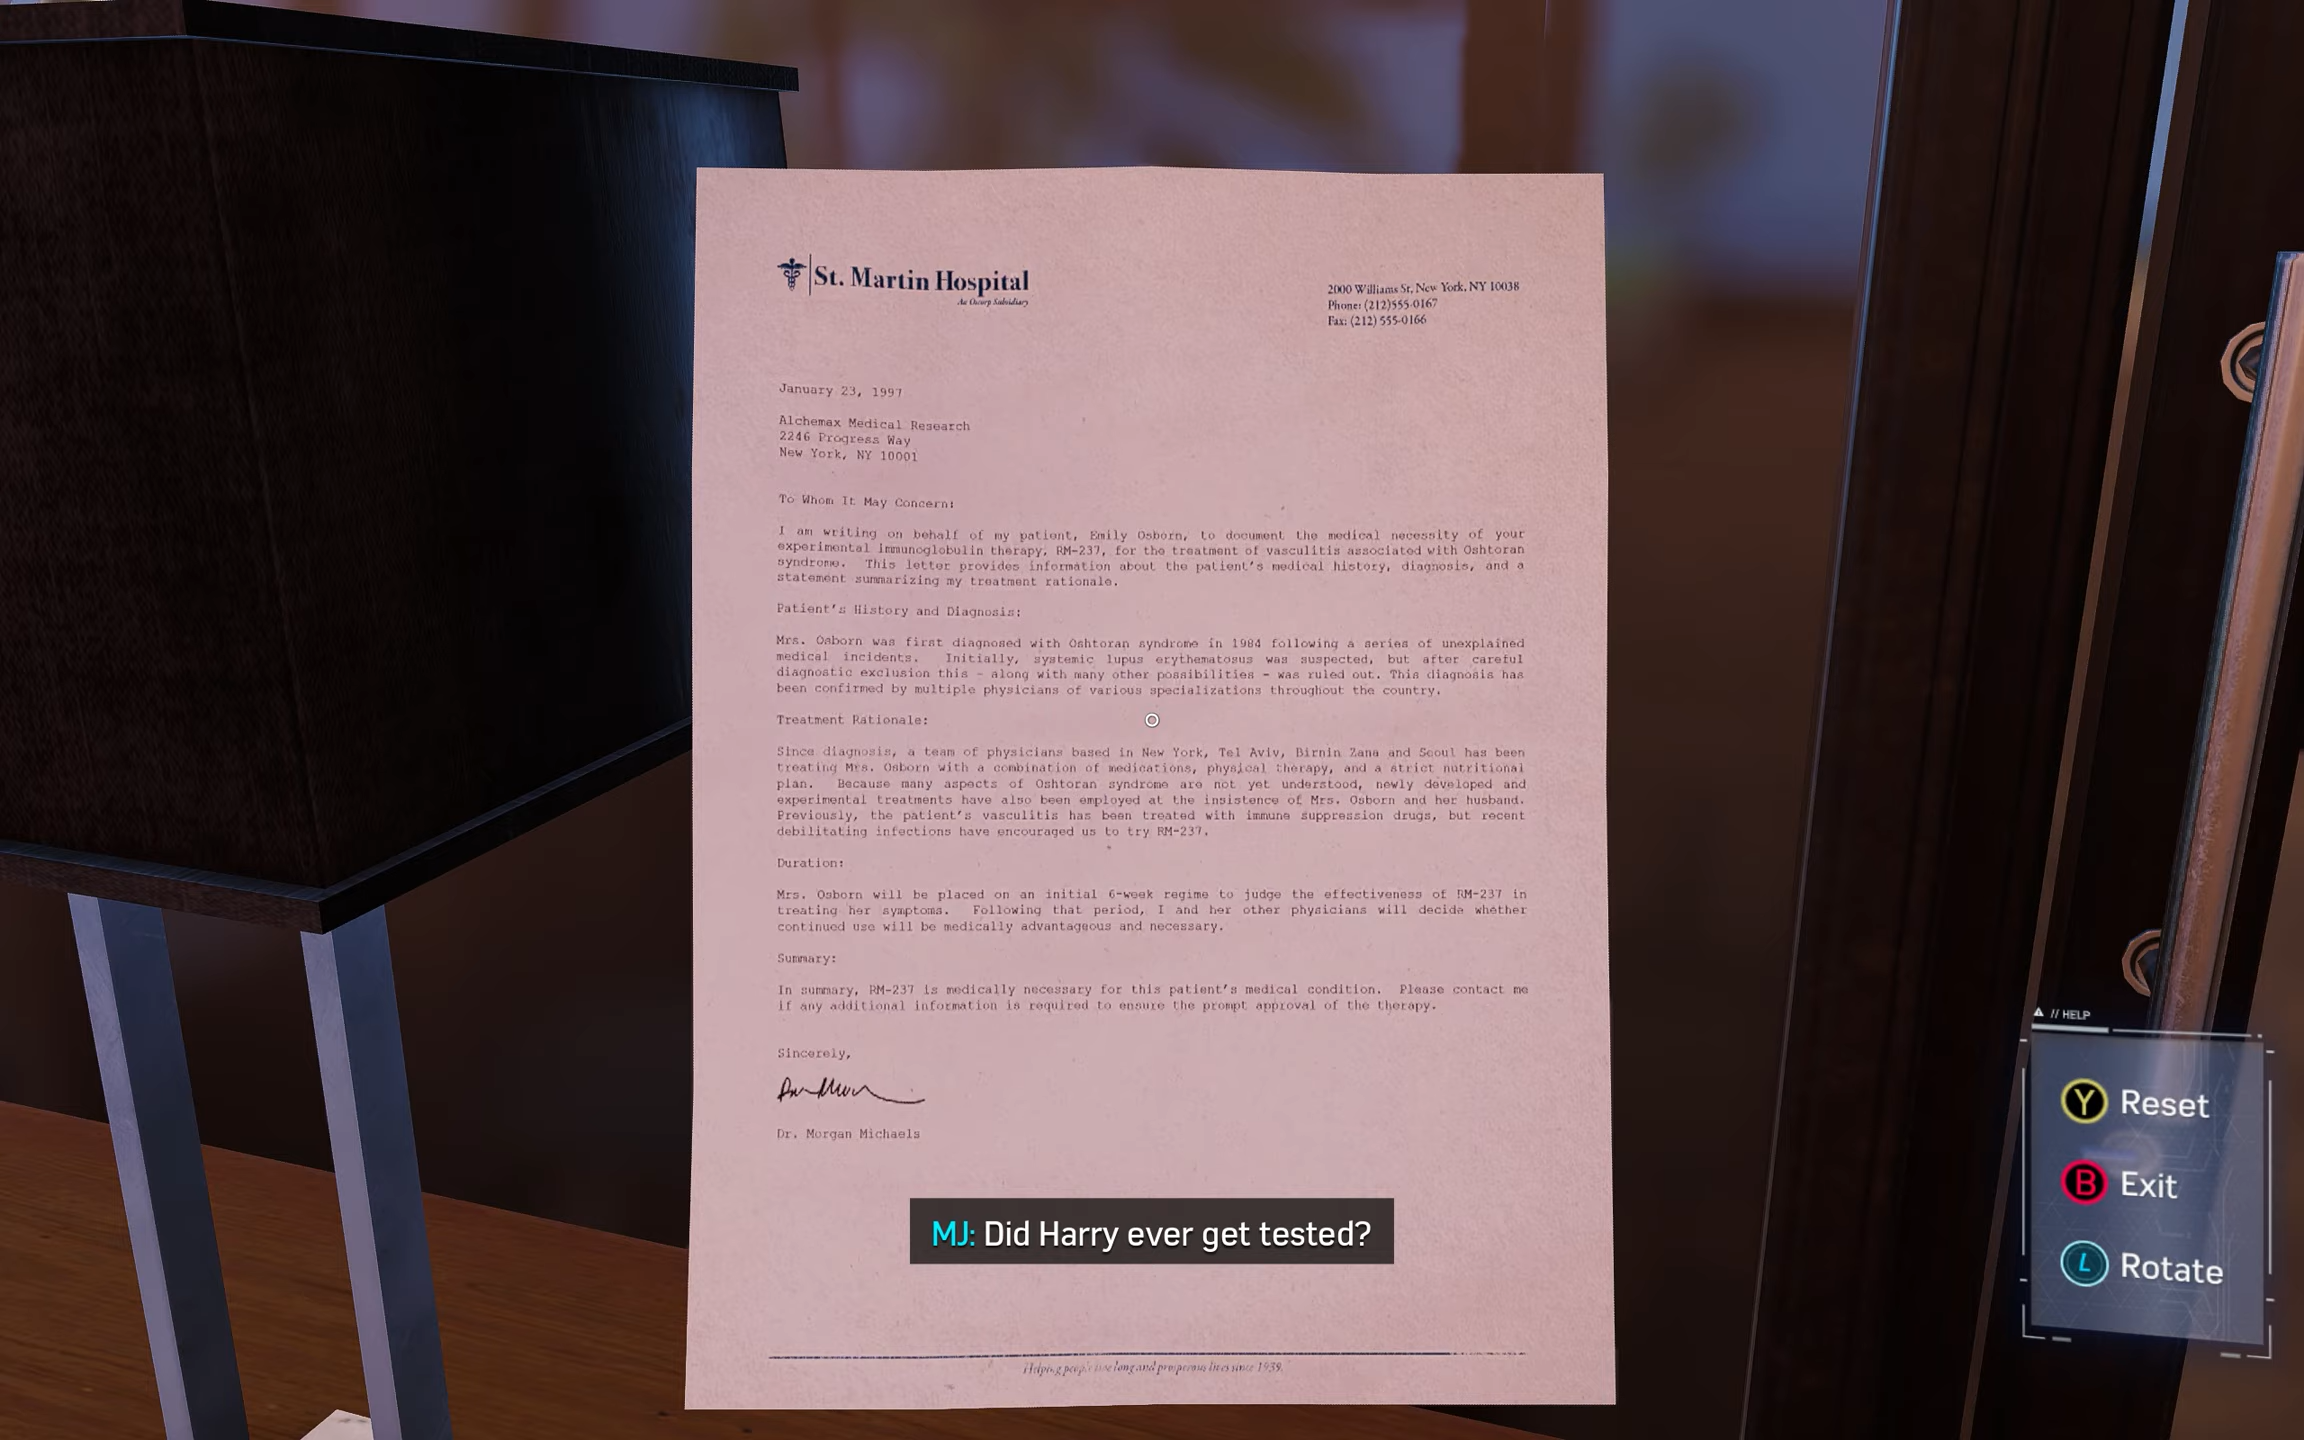 St. Martin Hospital
An Oscorp Subsidiary
2000 Williams St, New York, NY 10038
Phone: (212)555-0167
Fax: (212) 555-0166
January 23, 1997
Alchemax Medical Research
2246 Progress Way
New York, NY 10001
To Whom It May Concern:
I am writing on behalf of my patient, Emily Osborn, to document the medical necessity of your
experimental immunoglobulin therapy, RM-237, for the treatment of vasculitis associated with Oshtoran
syndrome. This letter provides information about the patient's medical history, diagnosis, and a
statement summarizing my treatment rationale.
Patient's History and Diagnosis:
Mrs. Osborn was first diagnosed with Oshtoran syndrome in 1984 following a series of unexplained
medical incidents. Initially, systemic lupus erythematosus was suspected, but after careful
diagnostic exclusion this - along with many other possibilities - was ruled out. This diagnosis has
been confirmed by multiple physicians of various specializations throughout the country.
Treatment Rationale:
Since diagnosis, a team of physicians based in New York, Tel Aviv, Birnin Zana and Seoul has been
treating Mrs. Osborn with a combination of medications, physical therapy, and a strict nutritional
plan. Because many aspects of Oshtoran syndrome are not yet understood, newly developed and
experimental treatments have also been employed at the insistence of Mrs. Osborn and her husband.
Previously, the patient's vasculitis has been treated with immune suppression drugs, but recent
debilitating infections have encouraged us to try RM-237.
Duration:
Mrs. Osborn will be placed on an initial 6-week regime to judge the effectiveness of RM-237 in
treating her symptoms. Following that period, I and her other physicians will decide whether
continued use will be medically advantageous and necessary.
Summary:
In summary, RM-237 is medically necessary for this patient's medical condition. Please contact me
if any additional information is required to ensure the prompt approval of the therapy.
Sincerely,
Dr. Morgan Michaels
MJ: Did Harry ever get tested?
Helping people live long and prosperous lives since 1939.
// HELP
Y Reset
B Exit
L Rotate